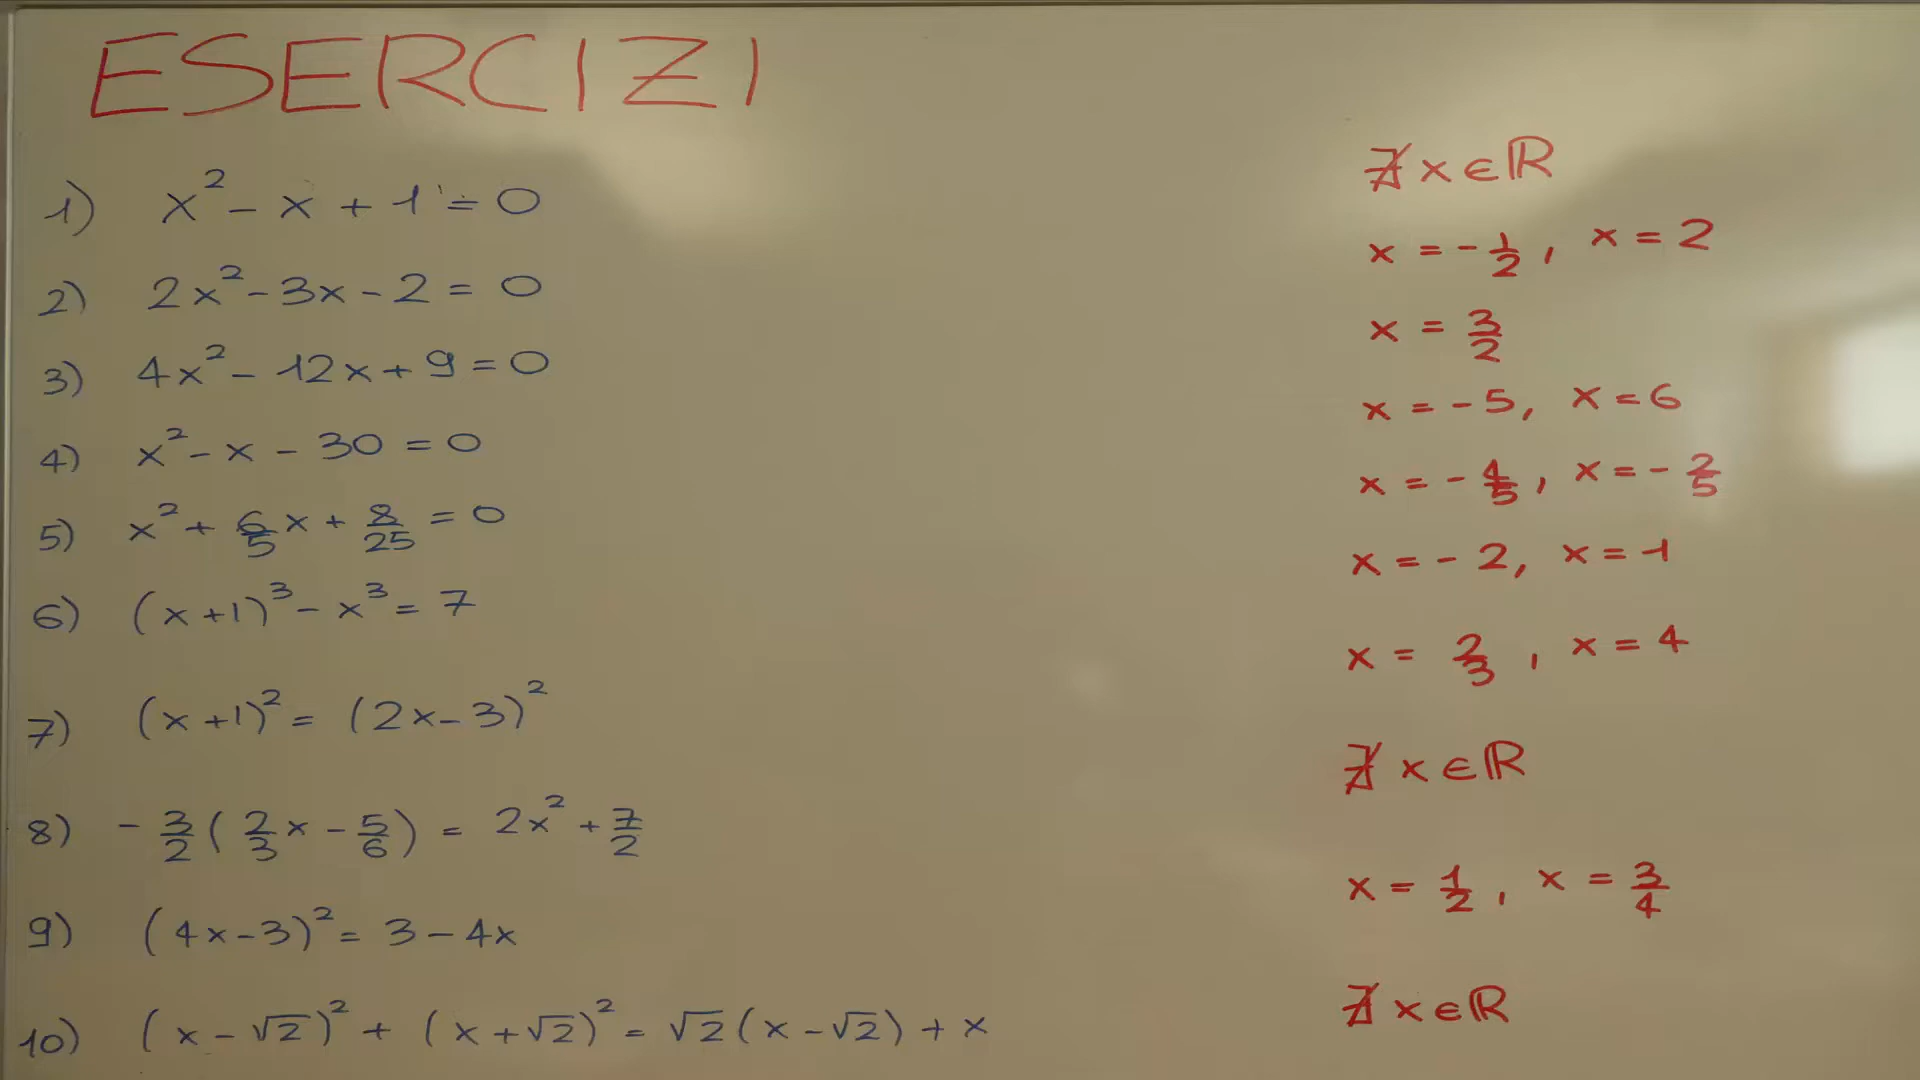 ESERCIZI
1) x² - x + 1 = 0 ∄ x ∈ ℝ
2) 2x² - 3x - 2 = 0 x = - 1/2 , x = 2
3) 4x² - 12x + 9 = 0 x = 3/2
4) x² - x - 30 = 0 x = - 5, x = 6
5) x² + 6/5 x + 8/25 = 0 x = - 4/5 , x = - 2/5
6) (x + 1)³ - x³ = 7 x = - 2, x = 1
7) (x + 1)² = (2x - 3)² x = 2/3 , x = 4
8) - 3/2 ( 2/3 x - 5/6 ) = 2x² + 7/2 ∄ x ∈ ℝ
9) (4x - 3)² = 3 - 4x x = 1/2 , x = 3/4
10) (x - √2)² + (x + √2)² = √2 (x - √2) + x ∄ x ∈ ℝ